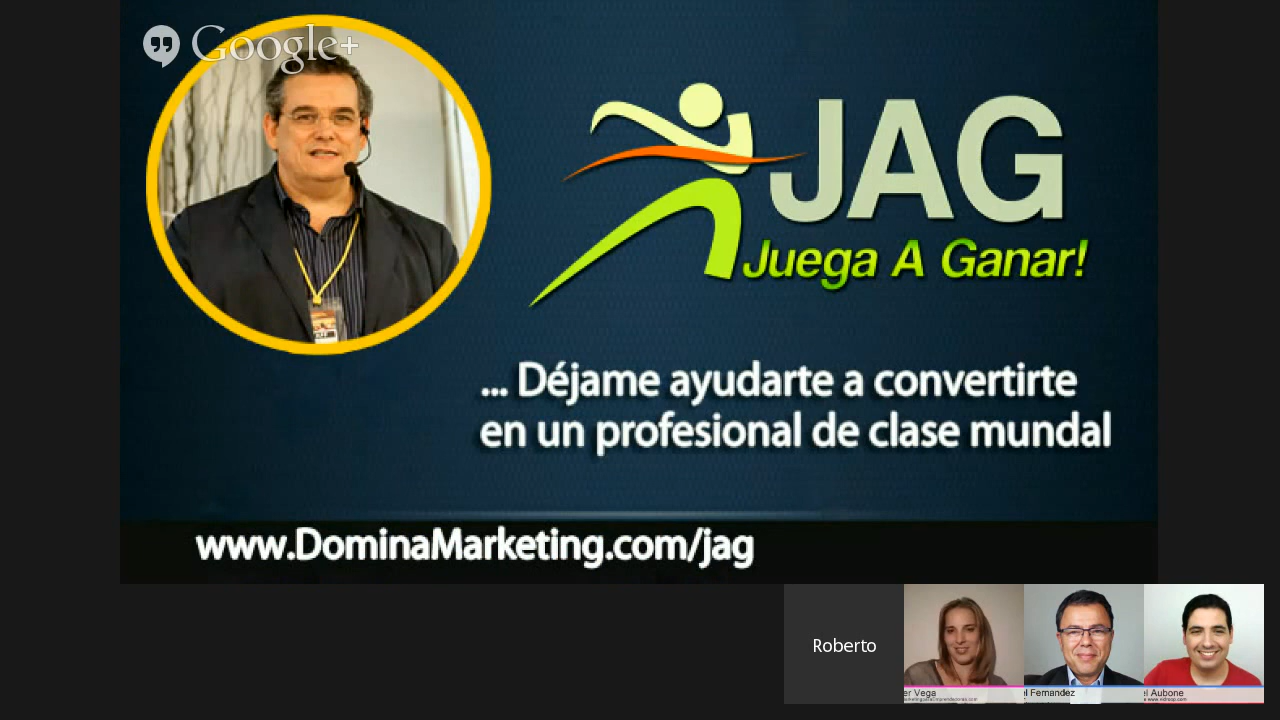 Google+
JAG
Juega A Ganar!
... Déjame ayudarte a convertirte
en un profesional de clase mundal
www.DominaMarketing.com/jag
Roberto
er Vega
l Fernandez
el Aubone